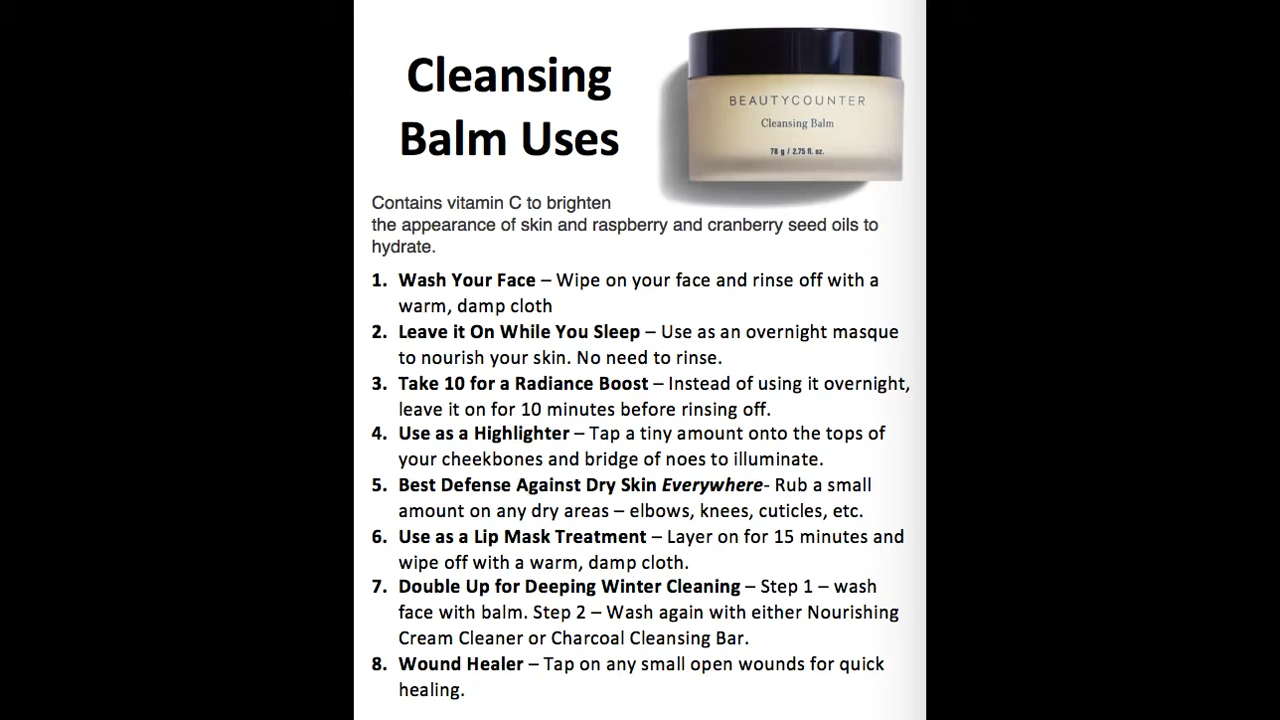 Cleansing
Balm Uses
BEAUTYCOUNTER
Cleansing Balm
78 g / 2.75 fl. oz.
Contains vitamin C to brighten
the appearance of skin and raspberry and cranberry seed oils to
hydrate.
1. Wash Your Face – Wipe on your face and rinse off with a
warm, damp cloth
2. Leave it On While You Sleep – Use as an overnight masque
to nourish your skin. No need to rinse.
3. Take 10 for a Radiance Boost – Instead of using it overnight,
leave it on for 10 minutes before rinsing off.
4. Use as a Highlighter – Tap a tiny amount onto the tops of
your cheekbones and bridge of noes to illuminate.
5. Best Defense Against Dry Skin Everywhere- Rub a small
amount on any dry areas – elbows, knees, cuticles, etc.
6. Use as a Lip Mask Treatment – Layer on for 15 minutes and
wipe off with a warm, damp cloth.
7. Double Up for Deeping Winter Cleaning – Step 1 – wash
face with balm. Step 2 – Wash again with either Nourishing
Cream Cleaner or Charcoal Cleansing Bar.
8. Wound Healer – Tap on any small open wounds for quick
healing.